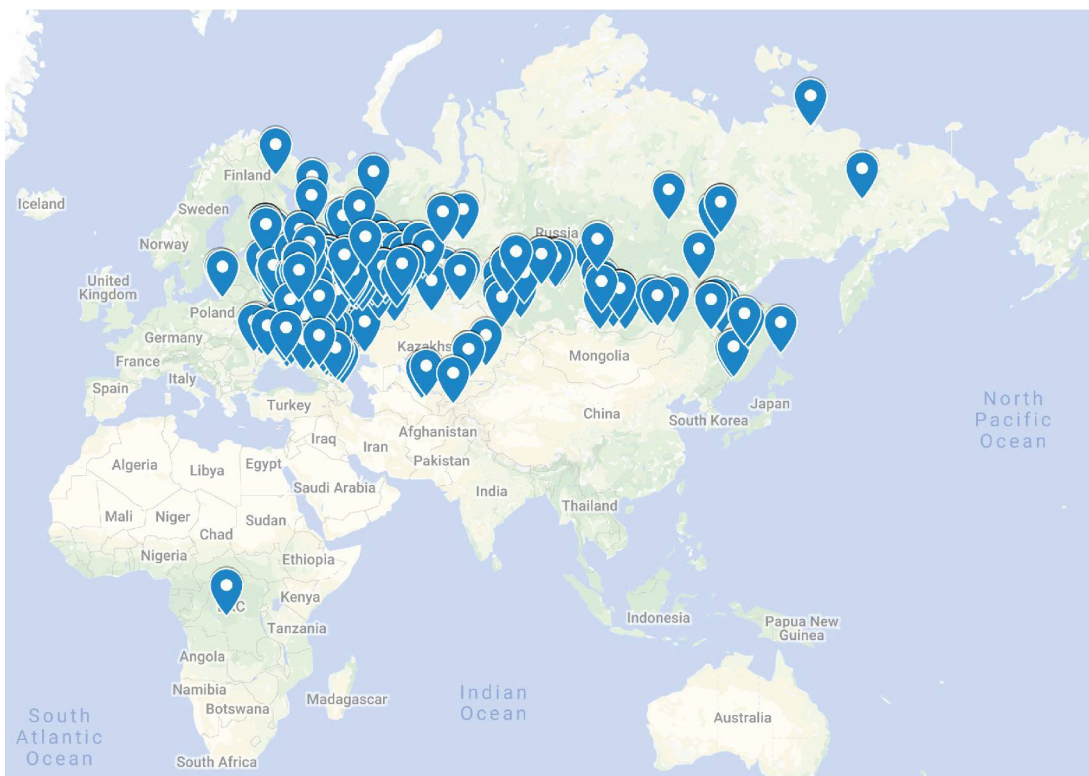 Iceland
Finland
Sweden
Norway
Russia
United
Kingdom
Poland
Germany
France
Italy
Spain
Turkey
Mongolia
China
South Korea
Japan
North
Pacific
Ocean
Afghanistan
Iraq
Iran
Pakistan
Algeria
Libya
Egypt
Saudi Arabia
India
Thailand
Mali
Niger
Sudan
Chad
Nigeria
Ethiopia
Kenya
Tanzania
Indonesia
Papua New
Guinea
Angola
Namibia
Botswana
Madagascar
Indian
Ocean
Australia
South
Atlantic
Ocean
South Africa